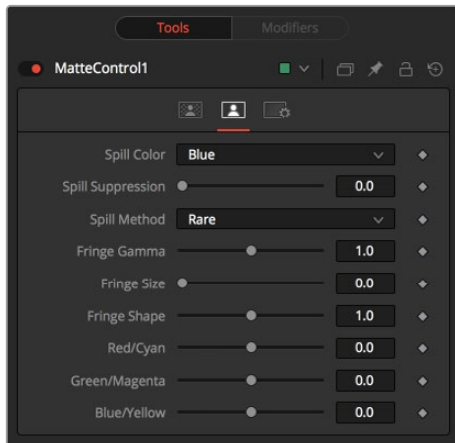 Tools Modifiers
MatteControl1
Spill Color Blue
Spill Suppression 0.0
Spill Method Rare
Fringe Gamma 1.0
Fringe Size 0.0
Fringe Shape 1.0
Red/Cyan 0.0
Green/Magenta 0.0
Blue/Yellow 0.0